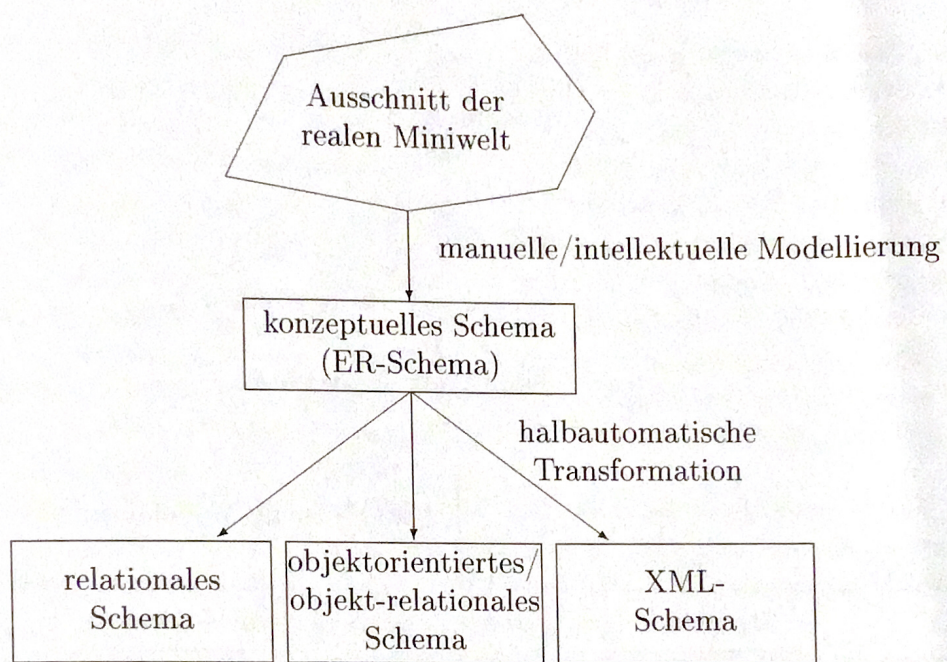 Ausschnitt der
realen Miniwelt
manuelle/intellektuelle Modellierung
konzeptuelles Schema
(ER-Schema)
halbautomatische
Transformation
relationales
Schema
objektorientiertes/
objekt-relationales
Schema
XML-
Schema